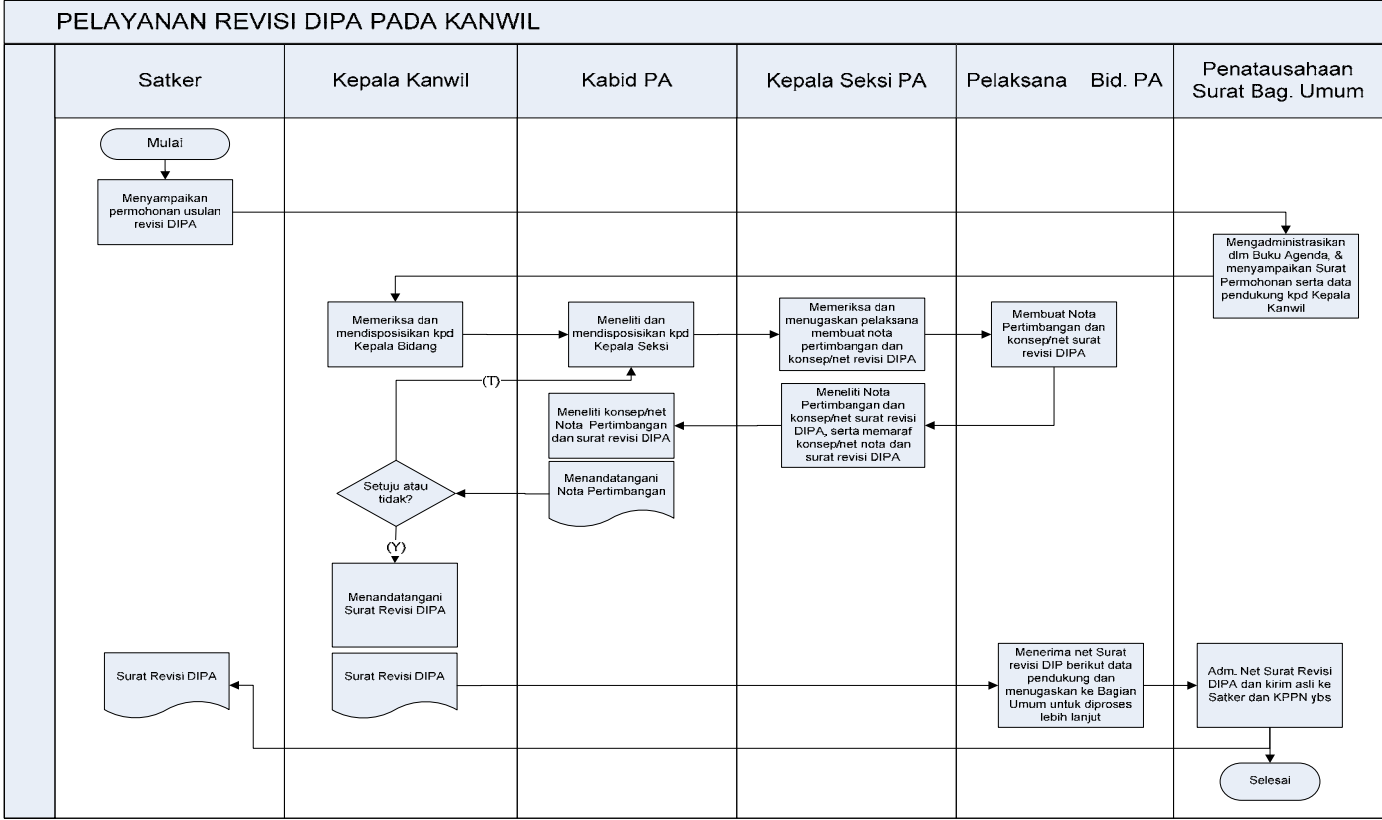 PELAYANAN REVISI DIPA PADA KANWIL
Satker
Kepala Kanwil
Kabid PA
Kepala Seksi PA
Pelaksana Bid. PA
Penatausahaan
Surat Bag. Umum
Mulai
Menyampaikan
permohonan usulan
revisi DIPA
Mengadministrasikan
dlm Buku Agenda, &
menyampaikan Surat
Permohonan serta data
pendukung kpd Kepala
Kanwil
Memeriksa dan
mendisposisikan kpd
Kepala Bidang
Meneliti dan
mendisposisikan kpd
Kepala Seksi
Memeriksa dan
menugaskan pelaksana
membuat nota
pertimbangan dan
konsep/net revisi DIPA
Membuat Nota
Pertimbangan dan
konsep/net surat
revisi DIPA
(T)
Meneliti Nota
Pertimbangan dan
konsep/net surat revisi
DIPA, serta memaraf
konsep/net nota dan
surat revisi DIPA
Meneliti konsep/net
Nota Pertimbangan
dan surat revisi DIPA
Menandatangani
Nota Pertimbangan
Setuju atau
tidak?
(Y)
Menandatangani
Surat Revisi DIPA
Surat Revisi DIPA
Surat Revisi DIPA
Menerima net Surat
revisi DIP berikut data
pendukung dan
menugaskan ke Bagian
Umum untuk diproses
lebih lanjut
Adm. Net Surat Revisi
DIPA dan kirim asli ke
Satker dan KPPN ybs
Selesai